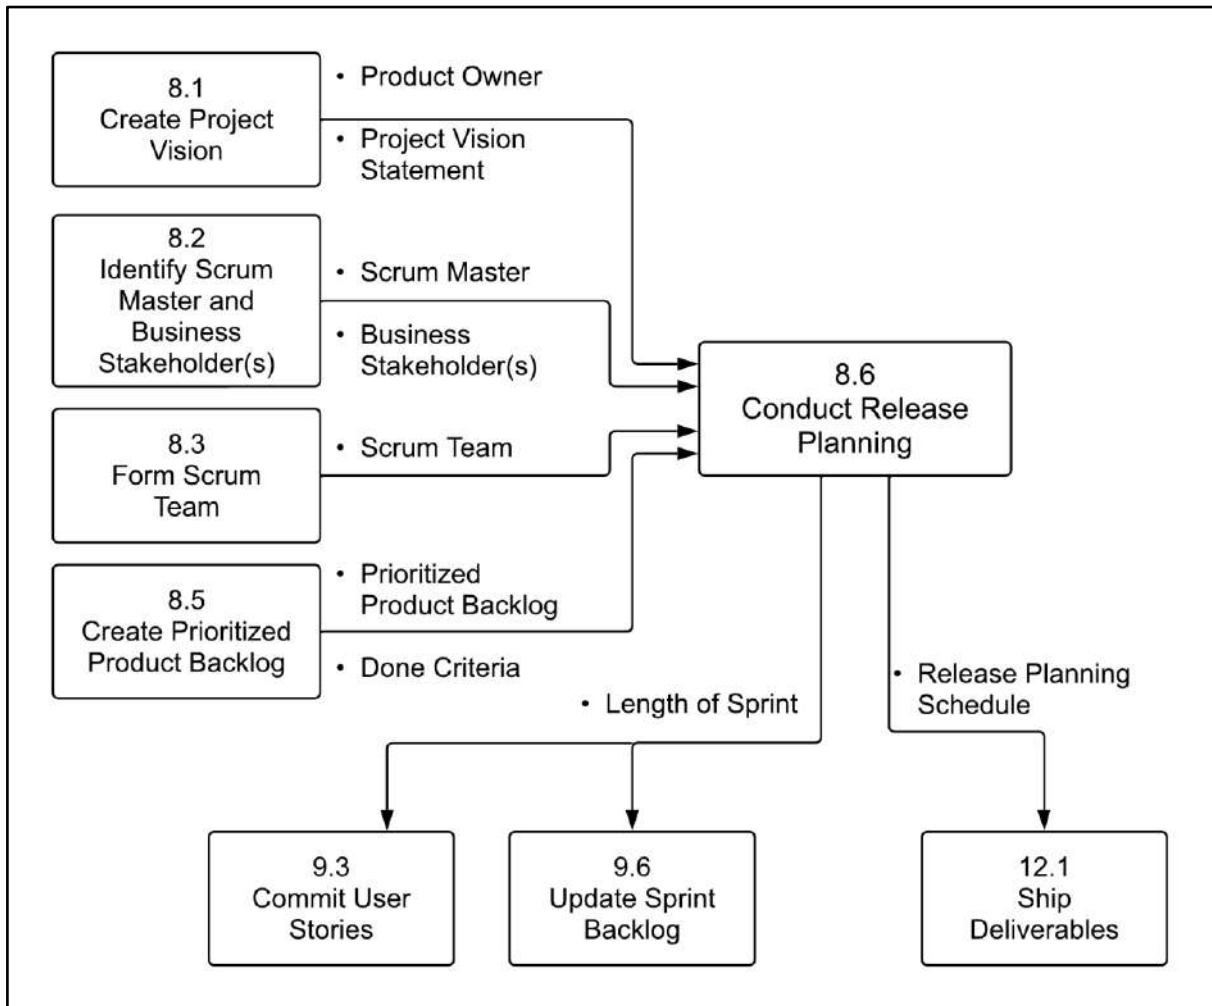 8.1
Create Project
Vision
• Product Owner
• Project Vision
Statement
8.2
Identify Scrum
Master and
Business
Stakeholder(s)
• Scrum Master
• Business
Stakeholder(s)
8.3
Form Scrum
Team
• Scrum Team
8.5
Create Prioritized
Product Backlog
• Prioritized
Product Backlog
• Done Criteria
8.6
Conduct Release
Planning
• Length of Sprint
• Release Planning
Schedule
9.3
Commit User
Stories
9.6
Update Sprint
Backlog
12.1
Ship
Deliverables